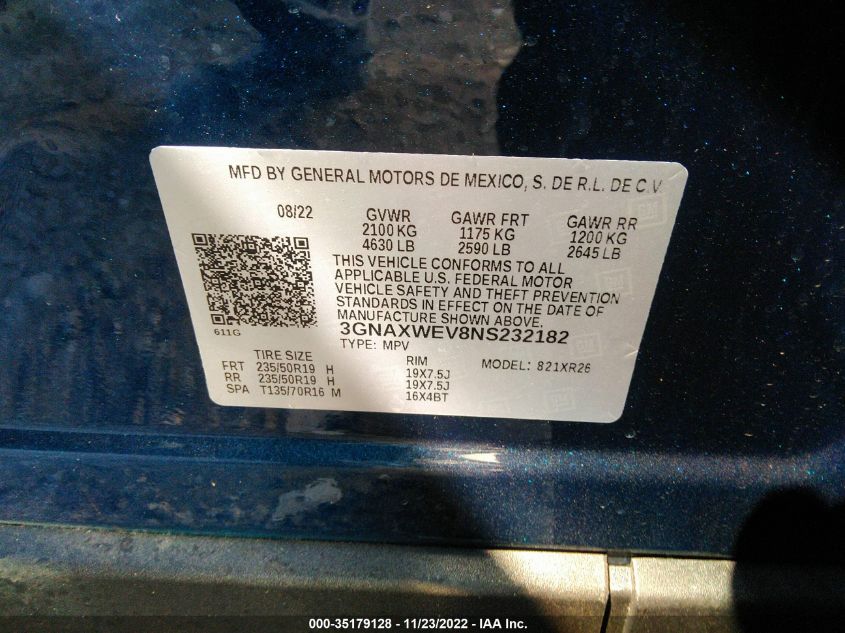 MFD BY GENERAL MOTORS DE MEXICO, S. DE R.L. DE C.V.
08/22 GVWR GAWR FRT GAWR RR
2100 KG 1175 KG 1200 KG
4630 LB 2590 LB 2645 LB
THIS VEHICLE CONFORMS TO ALL
APPLICABLE U.S. FEDERAL MOTOR
VEHICLE SAFETY AND THEFT PREVENTION
STANDARDS IN EFFECT ON THE DATE OF
MANUFACTURE SHOWN ABOVE.
611G
3GNAXWEV8NS232182
TYPE: MPV
TIRE SIZE RIM MODEL: 821XR26
FRT 235/50R19 H 19X7.5J
RR 235/50R19 H 19X7.5J
SPA T135/70R16 M 16X4BT
GM
000-35179128 - 11/23/2022 - IAA Inc.